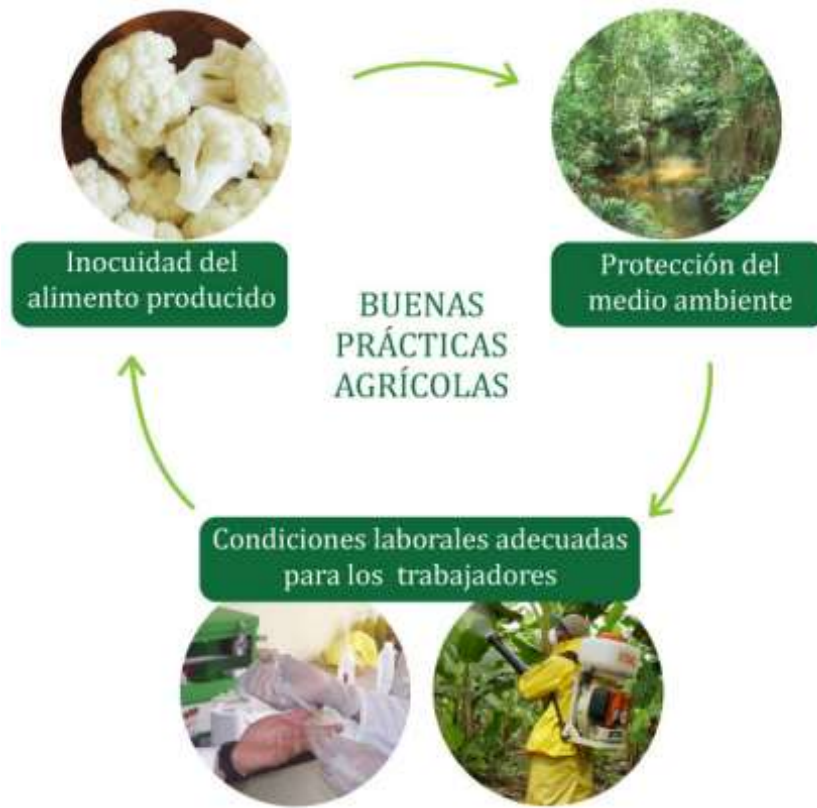 Inocuidad del
alimento producido
Protección del
medio ambiente
BUENAS
PRÁCTICAS
AGRÍCOLAS
Condiciones laborales adecuadas
para los trabajadores